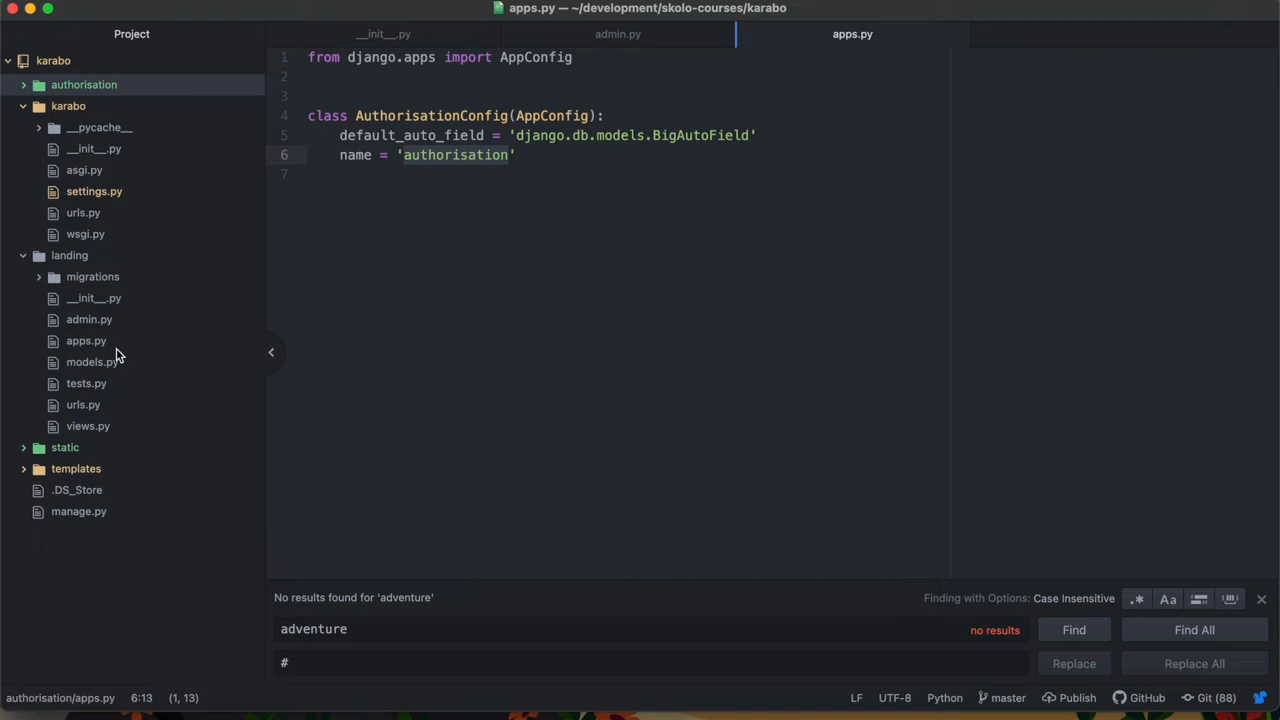 apps.py — ~/development/skolo-courses/karabo
Project
karabo
authorisation
karabo
__pycache__
__init__.py
asgi.py
settings.py
urls.py
wsgi.py
landing
migrations
__init__.py
admin.py
apps.py
models.py
tests.py
urls.py
views.py
static
templates
.DS_Store
manage.py
__init__.py admin.py apps.py
1 from django.apps import AppConfig
2
3
4 class AuthorisationConfig(AppConfig):
5 default_auto_field = 'django.db.models.BigAutoField'
6 name = 'authorisation'
7
No results found for 'adventure' Finding with Options: Case Insensitive .* Aa
adventure no results Find Find All
# Replace Replace All
authorisation/apps.py 6:13 (1, 13) LF UTF-8 Python master Publish GitHub Git (88)